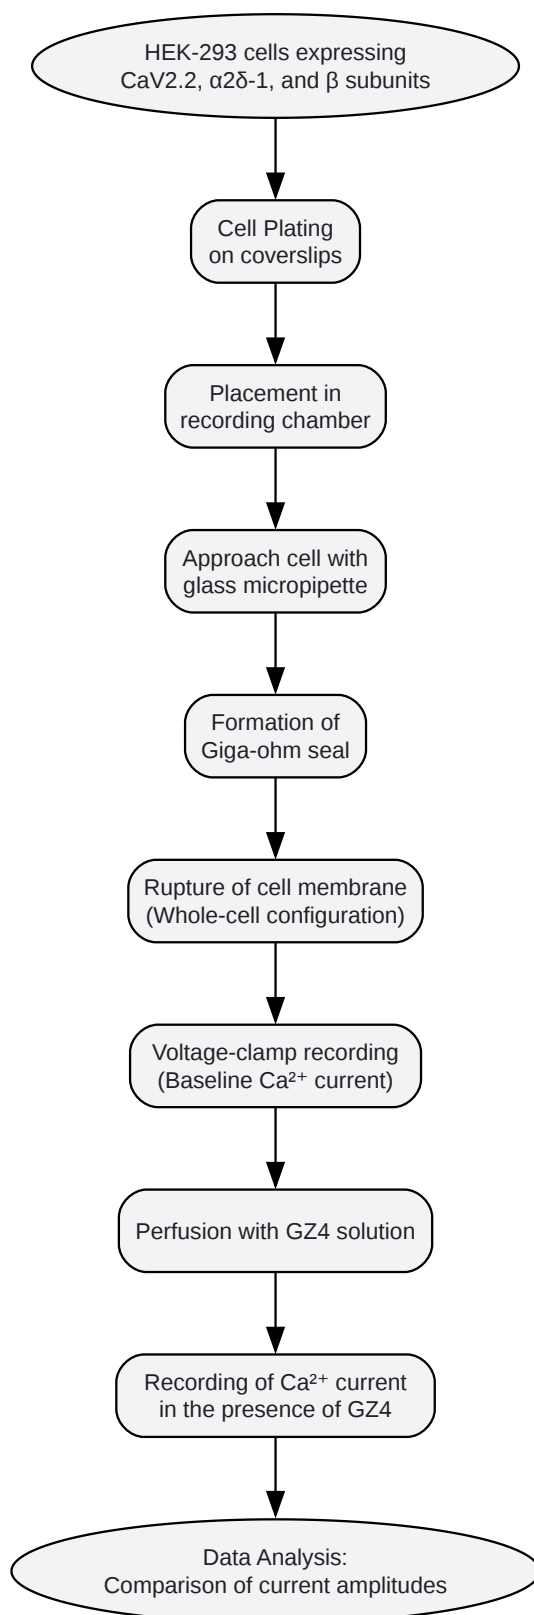 HEK-293 cells expressing
CaV2.2, α2δ-1, and β subunits
Cell Plating
on coverslips
Placement in
recording chamber
Approach cell with
glass micropipette
Formation of
Giga-ohm seal
Rupture of cell membrane
(Whole-cell configuration)
Voltage-clamp recording
(Baseline Ca²⁺ current)
Perfusion with GZ4 solution
Recording of Ca²⁺ current
in the presence of GZ4
Data Analysis:
Comparison of current amplitudes